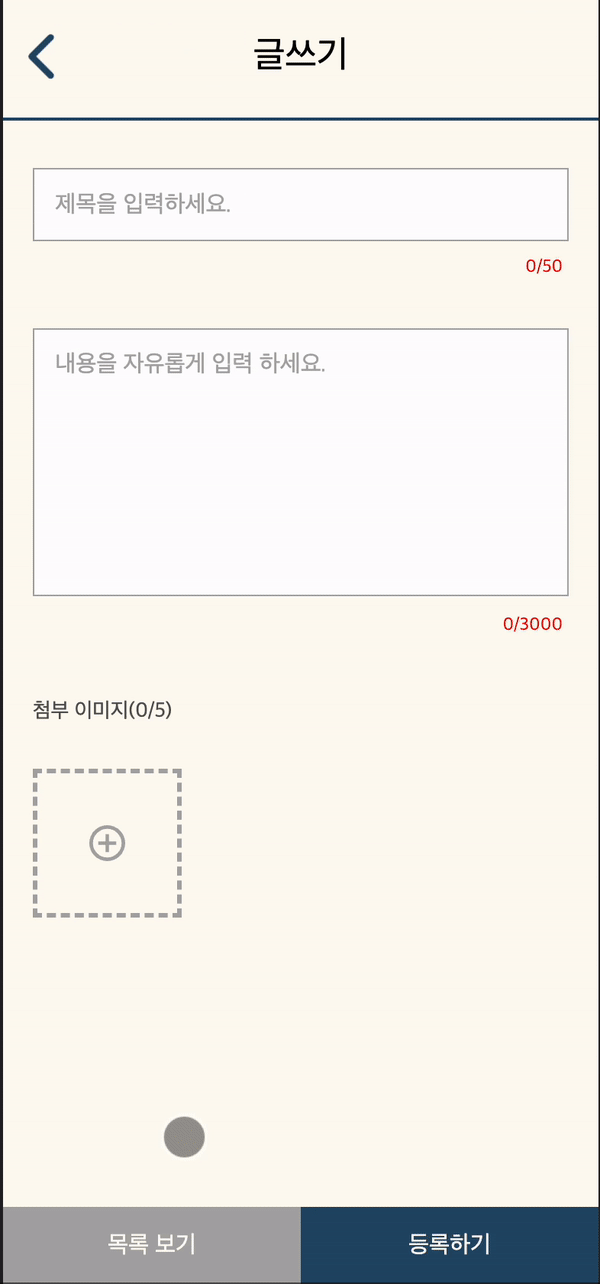 글쓰기
제목을 입력하세요.
0/50
내용을 자유롭게 입력 하세요.
0/3000
첨부 이미지(0/5)
목록 보기
등록하기